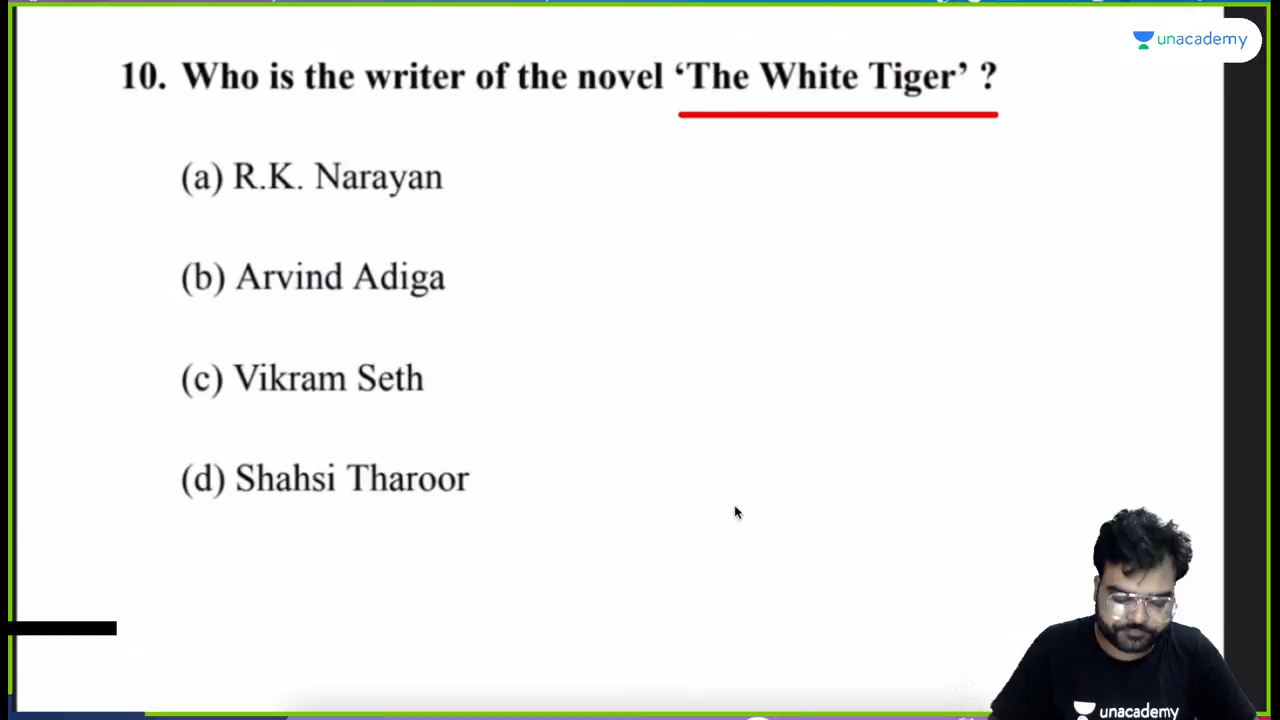 unacademy
10. Who is the writer of the novel ‘The White Tiger’ ?
(a) R.K. Narayan
(b) Arvind Adiga
(c) Vikram Seth
(d) Shahsi Tharoor
unacademy